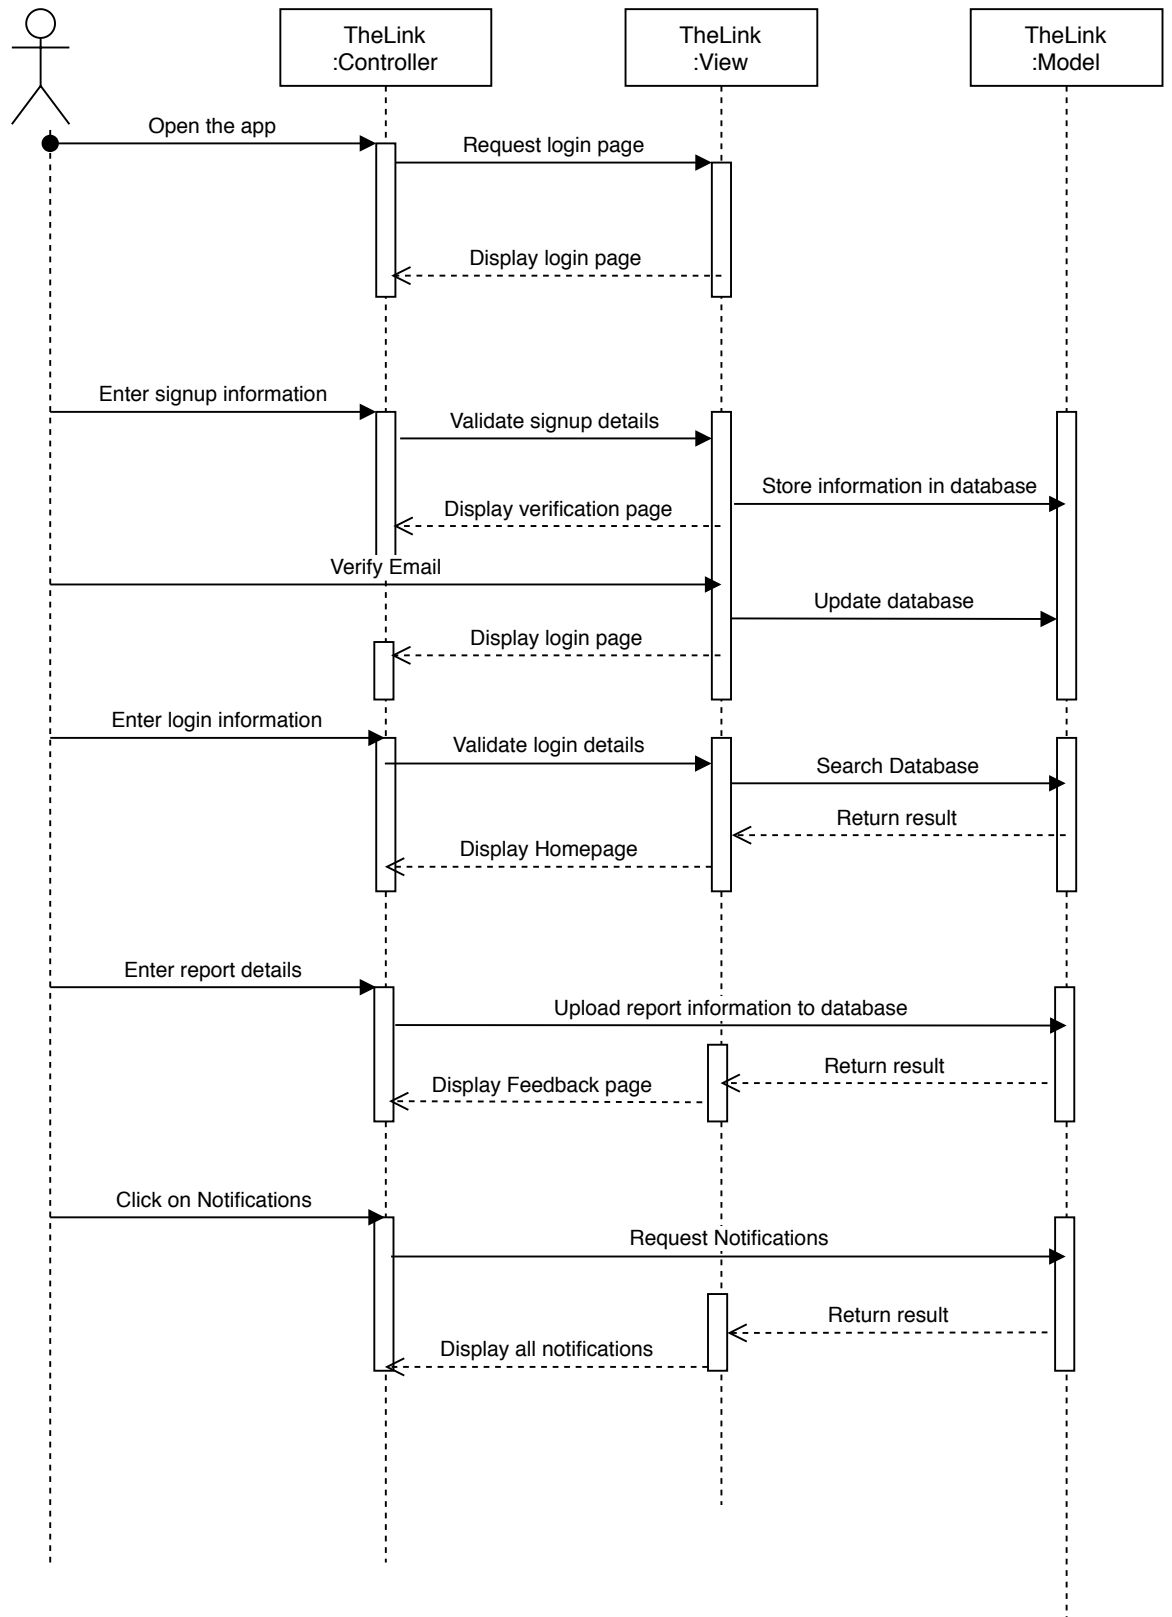 TheLink
:Controller
TheLink
:View
TheLink
:Model
Open the app
Request login page
Display login page
Enter signup information
Validate signup details
Store information in database
Display verification page
Verify Email
Update database
Display login page
Enter login information
Validate login details
Search Database
Return result
Display Homepage
Enter report details
Upload report information to database
Return result
Display Feedback page
Click on Notifications
Request Notifications
Return result
Display all notifications